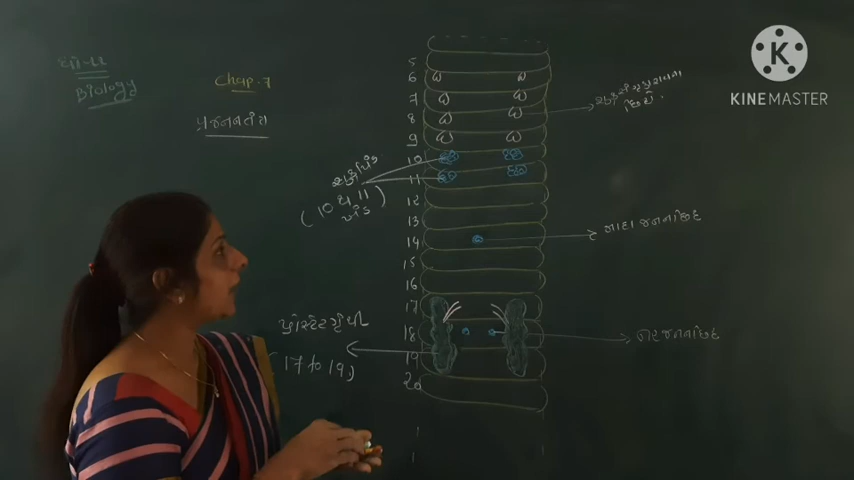 ધો-11
Biology
Chap.-7
પ્રજનનતંત્ર
5
6
7
8
9
10
11
12
13
14
15
16
17
18
19
20
શુક્રપિંડ
(10 થી 11
ખંડ)
પ્રોસ્ટેટ ગ્રંથી
(17 to 19)
માદા જનનછિદ્ર
નર જનનછિદ્ર
K
KINEMASTER